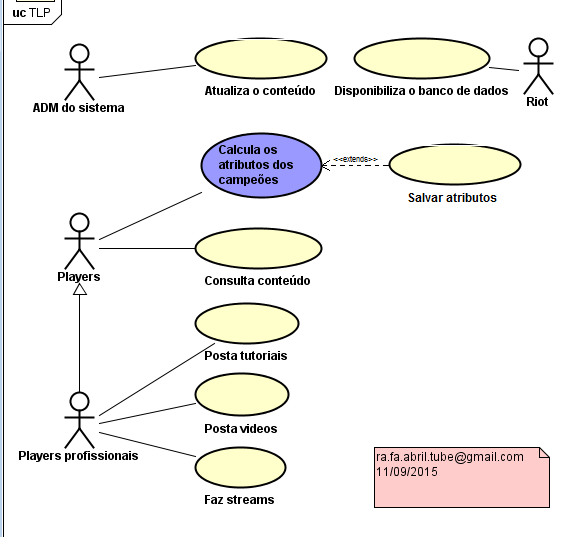 uc TLP
ADM do sistema
Atualiza o conteúdo
Disponibiliza o banco de dados
Riot
Calcula os
atributos dos
campeões
<<extends>>
Salvar atributos
Players
Consulta conteúdo
Posta tutoriais
Posta videos
Players profissionais
Faz streams
ra.fa.abril.tube@gmail.com
11/09/2015